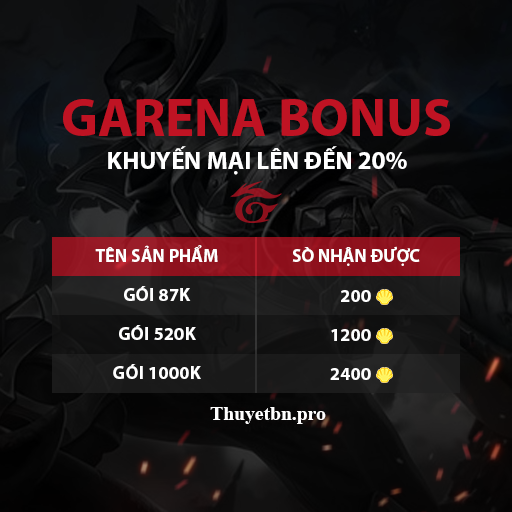 GARENA BONUS
KHUYẾN MẠI LÊN ĐẾN 20%
TÊN SẢN PHẨM SÒ NHẬN ĐƯỢC
GÓI 87K 200
GÓI 520K 1200
GÓI 1000K 2400
Thuyetbn.pro